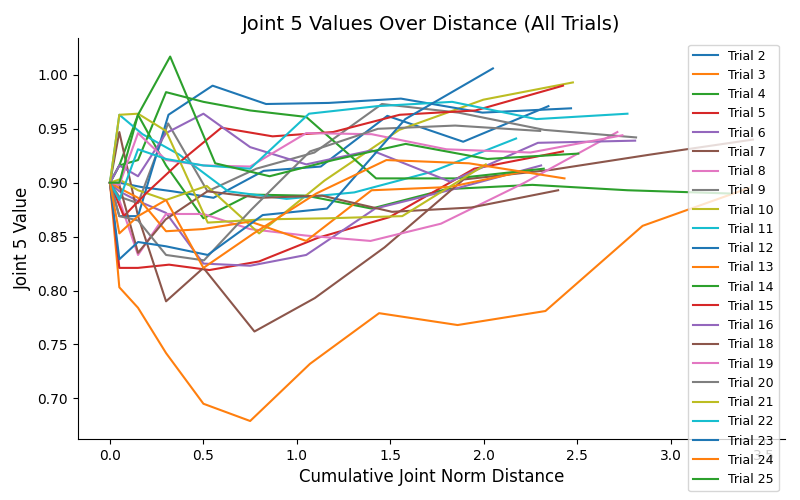 Joint 5 Values Over Distance (All Trials)
Joint 5 Value
1.00
0.95
0.90
0.85
0.80
0.75
0.70
0.0
0.5
1.0
1.5
2.0
2.5
3.0
3.5
Cumulative Joint Norm Distance
Trial 2
Trial 3
Trial 4
Trial 5
Trial 6
Trial 7
Trial 8
Trial 9
Trial 10
Trial 11
Trial 12
Trial 13
Trial 14
Trial 15
Trial 16
Trial 18
Trial 19
Trial 20
Trial 21
Trial 22
Trial 23
Trial 24
Trial 25